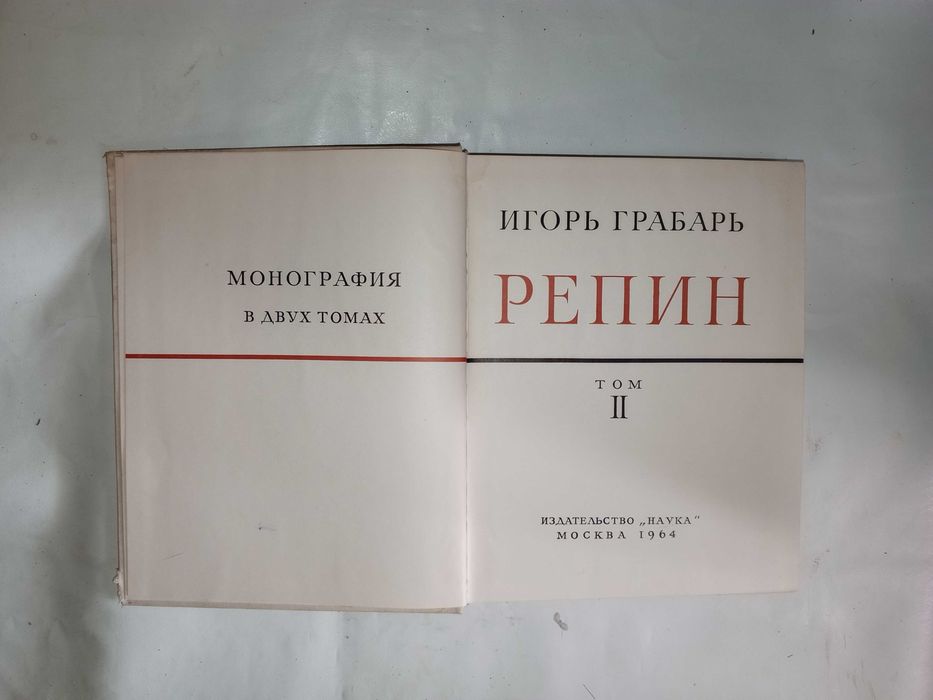 МОНОГРАФИЯ
В ДВУХ ТОМАХ
ИГОРЬ ГРАБАРЬ
РЕПИН
ТОМ
II
ИЗДАТЕЛЬСТВО „НАУКА“
МОСКВА 1964